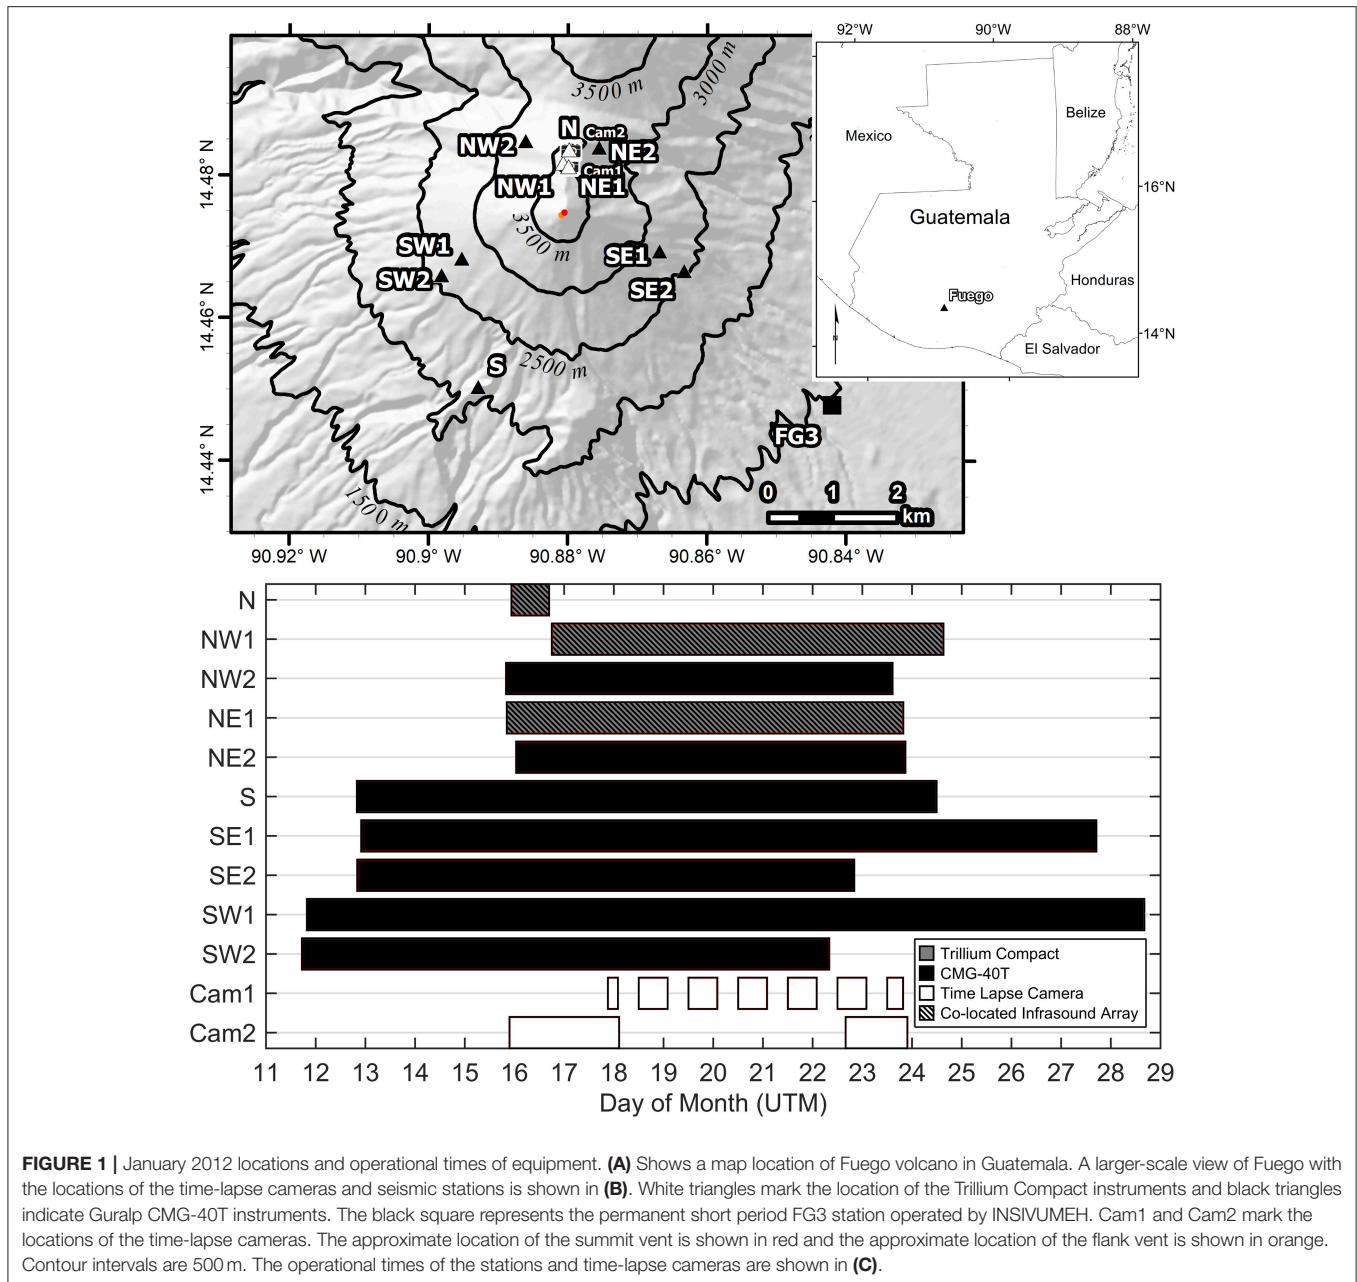 92°W
90°W
88°W
3500 m
3000 m
Belize
Mexico
N
Cam2
NW2
NE2
Cam1
NW1
NE1
14.48° N
16°N
Guatemala
3500 m
SW1
SE1
SW2
SE2
Honduras
Fuego
14.46° N
N
14°N
El Salvador
2500 m
S
FG3
14.44° N
1500 m
0 1 2
km
90.92° W
90.9° W
90.88° W
90.86° W
90.84° W
N
NW1
NW2
NE1
NE2
S
SE1
SE2
SW1
SW2
Cam1
Cam2
Trillium Compact
CMG-40T
Time Lapse Camera
Co-located Infrasound Array
11 12 13 14 15 16 17 18 19 20 21 22 23 24 25 26 27 28 29
Day of Month (UTM)
FIGURE 1 | January 2012 locations and operational times of equipment. (A) Shows a map location of Fuego volcano in Guatemala. A larger-scale view of Fuego with
the locations of the time-lapse cameras and seismic stations is shown in (B). White triangles mark the location of the Trillium Compact instruments and black triangles
indicate Guralp CMG-40T instruments. The black square represents the permanent short period FG3 station operated by INSIVUMEH. Cam1 and Cam2 mark the
locations of the time-lapse cameras. The approximate location of the summit vent is shown in red and the approximate location of the flank vent is shown in orange.
Contour intervals are 500 m. The operational times of the stations and time-lapse cameras are shown in (C).